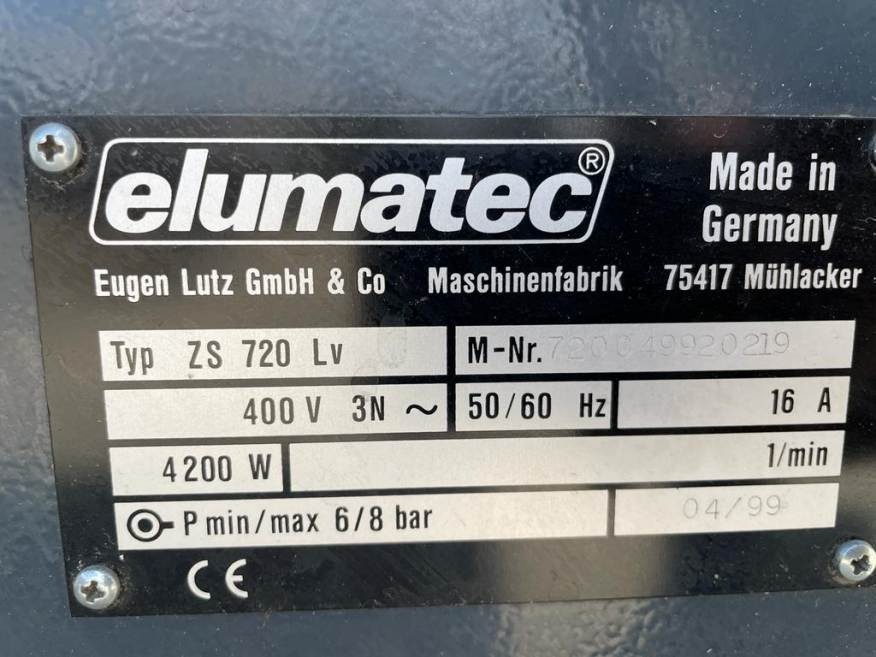 elumatec®
Made in
Germany
Eugen Lutz GmbH & Co Maschinenfabrik 75417 Mühlacker
Typ ZS 720 Lv M-Nr. 720049920219
400 V 3N ~ 50/60 Hz 16 A
4200 W 1/min
P min/max 6/8 bar 04/99
CE